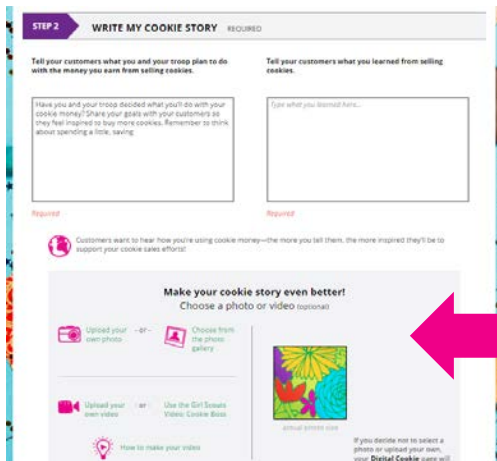 STEP 2 WRITE MY COOKIE STORY REQUIRED
Tell your customers what you and your troop plan to do
with the money you earn from selling cookies.
Tell your customers what you learned from selling
cookies.
Have you and your troop decided what you'll do with your
cookie money? Share your goals with your customers so
they feel inspired to buy more cookies. Remember to think
about spending a little, saving
Type what you learned here...
Required
Required
Customers want to hear how you're using cookie money—the more you tell them, the more inspired they'll be to
support your cookie sales efforts!
Make your cookie story even better!
Choose a photo or video (optional)
Upload your
own photo
- or -
Choose from
the photo
gallery
Upload your
own video
or
Use the Girl Scouts
Video: Cookie Boss
How to make your video
actual screen size
If you decide not to select a
photo or upload your own,
your Digital Cookie page will